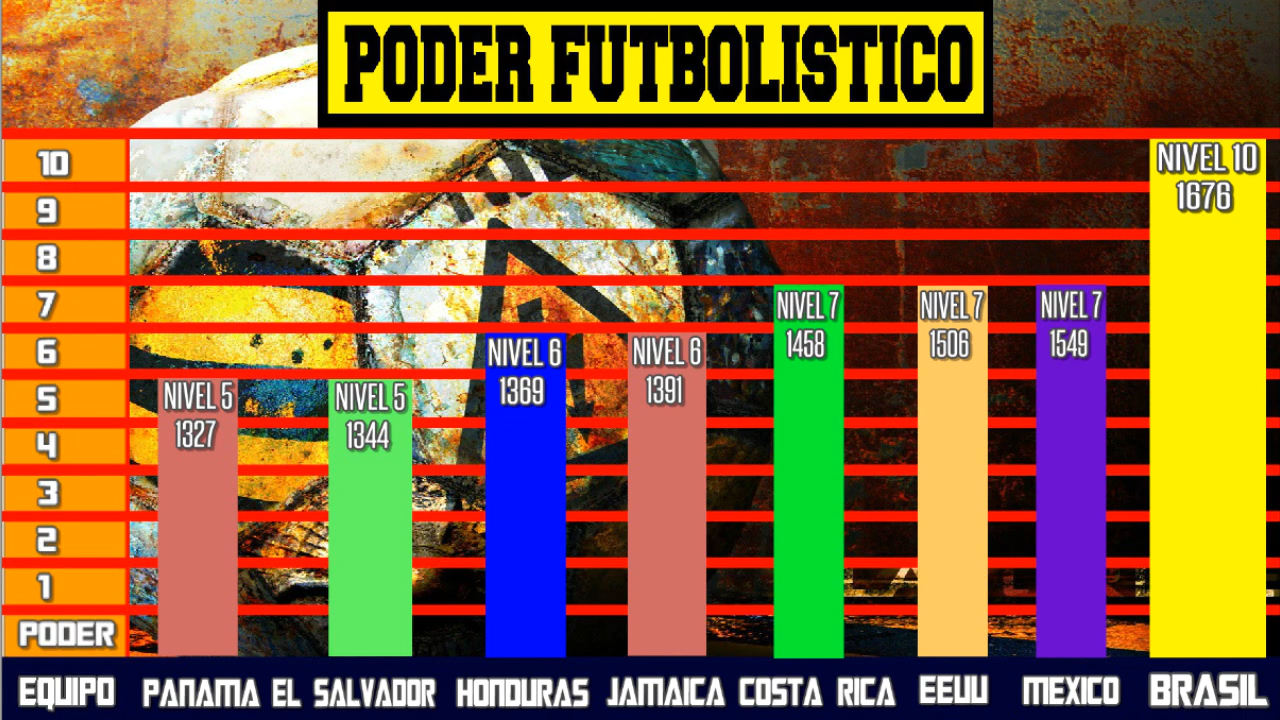 PODER FUTBOLISTICO
10
9
8
7
6
5
4
3
2
1
PODER
NIVEL 5
1327
NIVEL 5
1344
NIVEL 6
1369
NIVEL 6
1391
NIVEL 7
1458
NIVEL 7
1506
NIVEL 7
1549
NIVEL 10
1676
EQUIPO PANAMA EL SALVADOR HONDURAS JAMAICA COSTA RICA EEUU MEXICO BRASIL